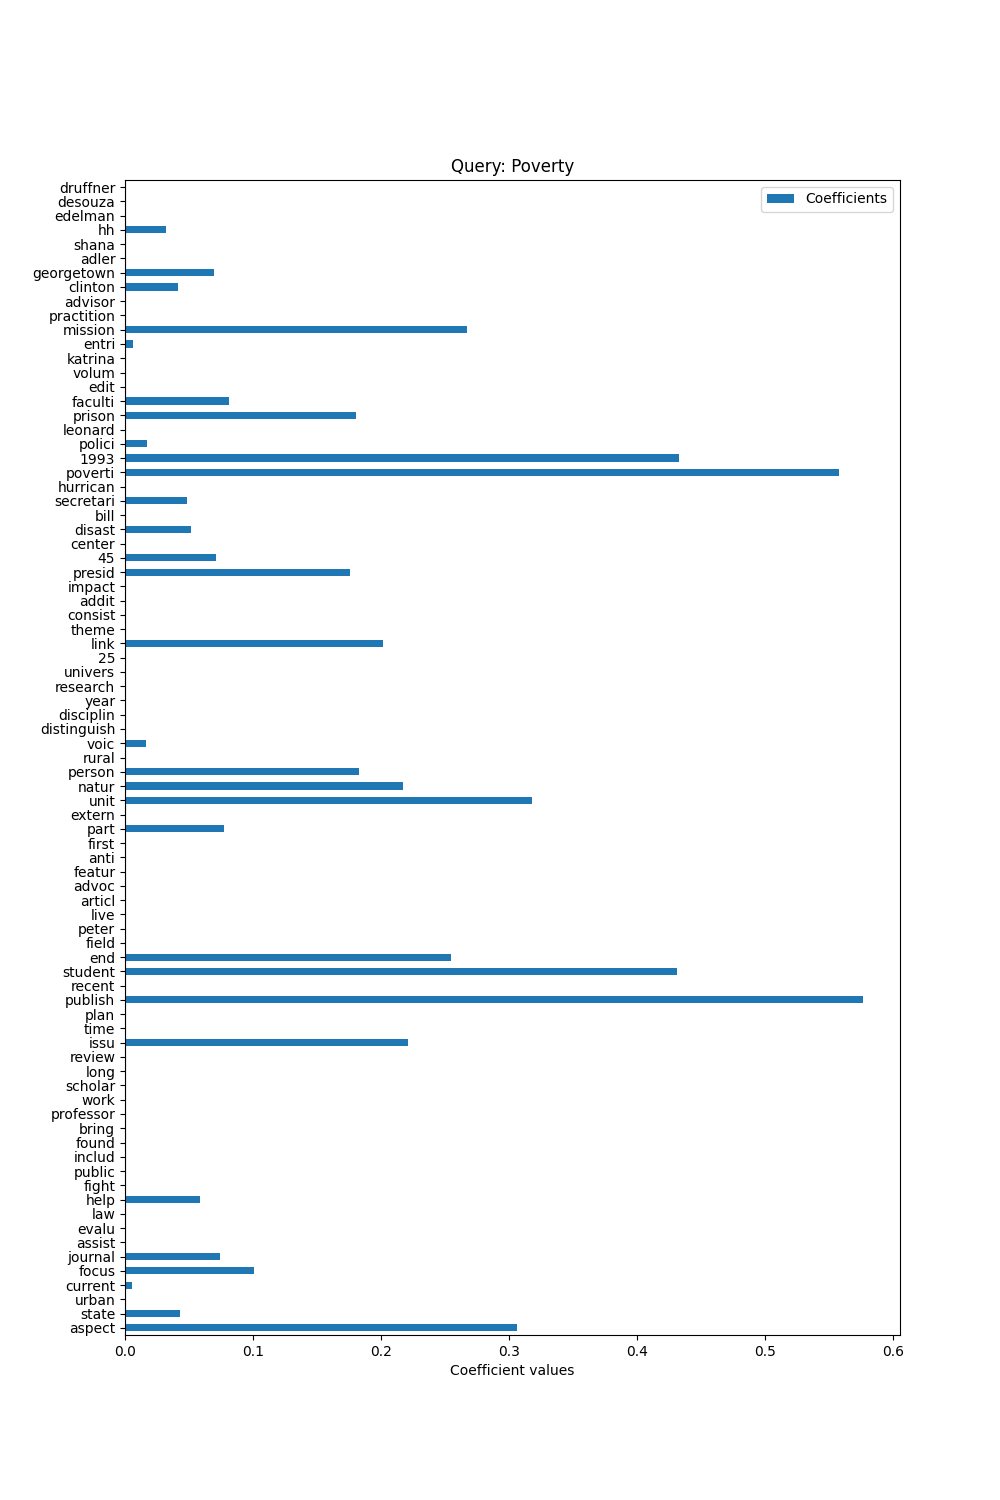 Query: Poverty
Coefficients
druffner
desouza
edelman
hh
shana
adler
georgetown
clinton
advisor
practition
mission
entri
katrina
volum
edit
faculti
prison
leonard
polici
1993
poverti
hurrican
secretari
bill
disast
center
45
presid
impact
addit
consist
theme
link
25
univers
research
year
disciplin
distinguish
voic
rural
person
natur
unit
extern
part
first
anti
featur
advoc
articl
live
peter
field
end
student
recent
publish
plan
time
issu
review
long
scholar
work
professor
bring
found
includ
public
fight
help
law
evalu
assist
journal
focus
current
urban
state
aspect
0.0 0.1 0.2 0.3 0.4 0.5 0.6
Coefficient values